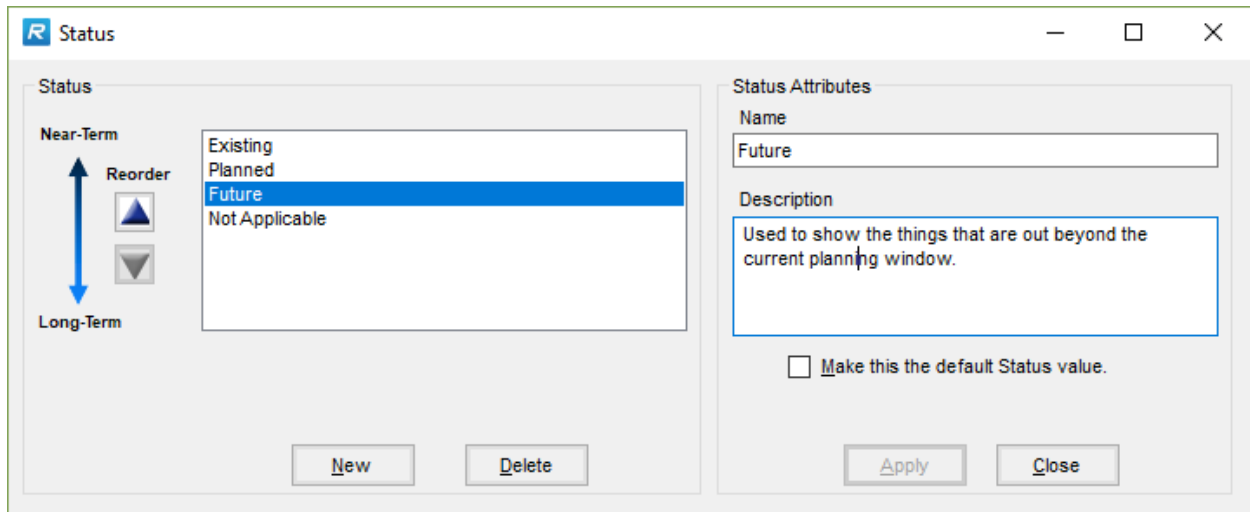 R Status
Status
Near-Term
Reorder
Long-Term
Existing
Planned
Future
Not Applicable
New
Delete
Status Attributes
Name
Future
Description
Used to show the things that are out beyond the
current planning window.
Make this the default Status value.
Apply
Close